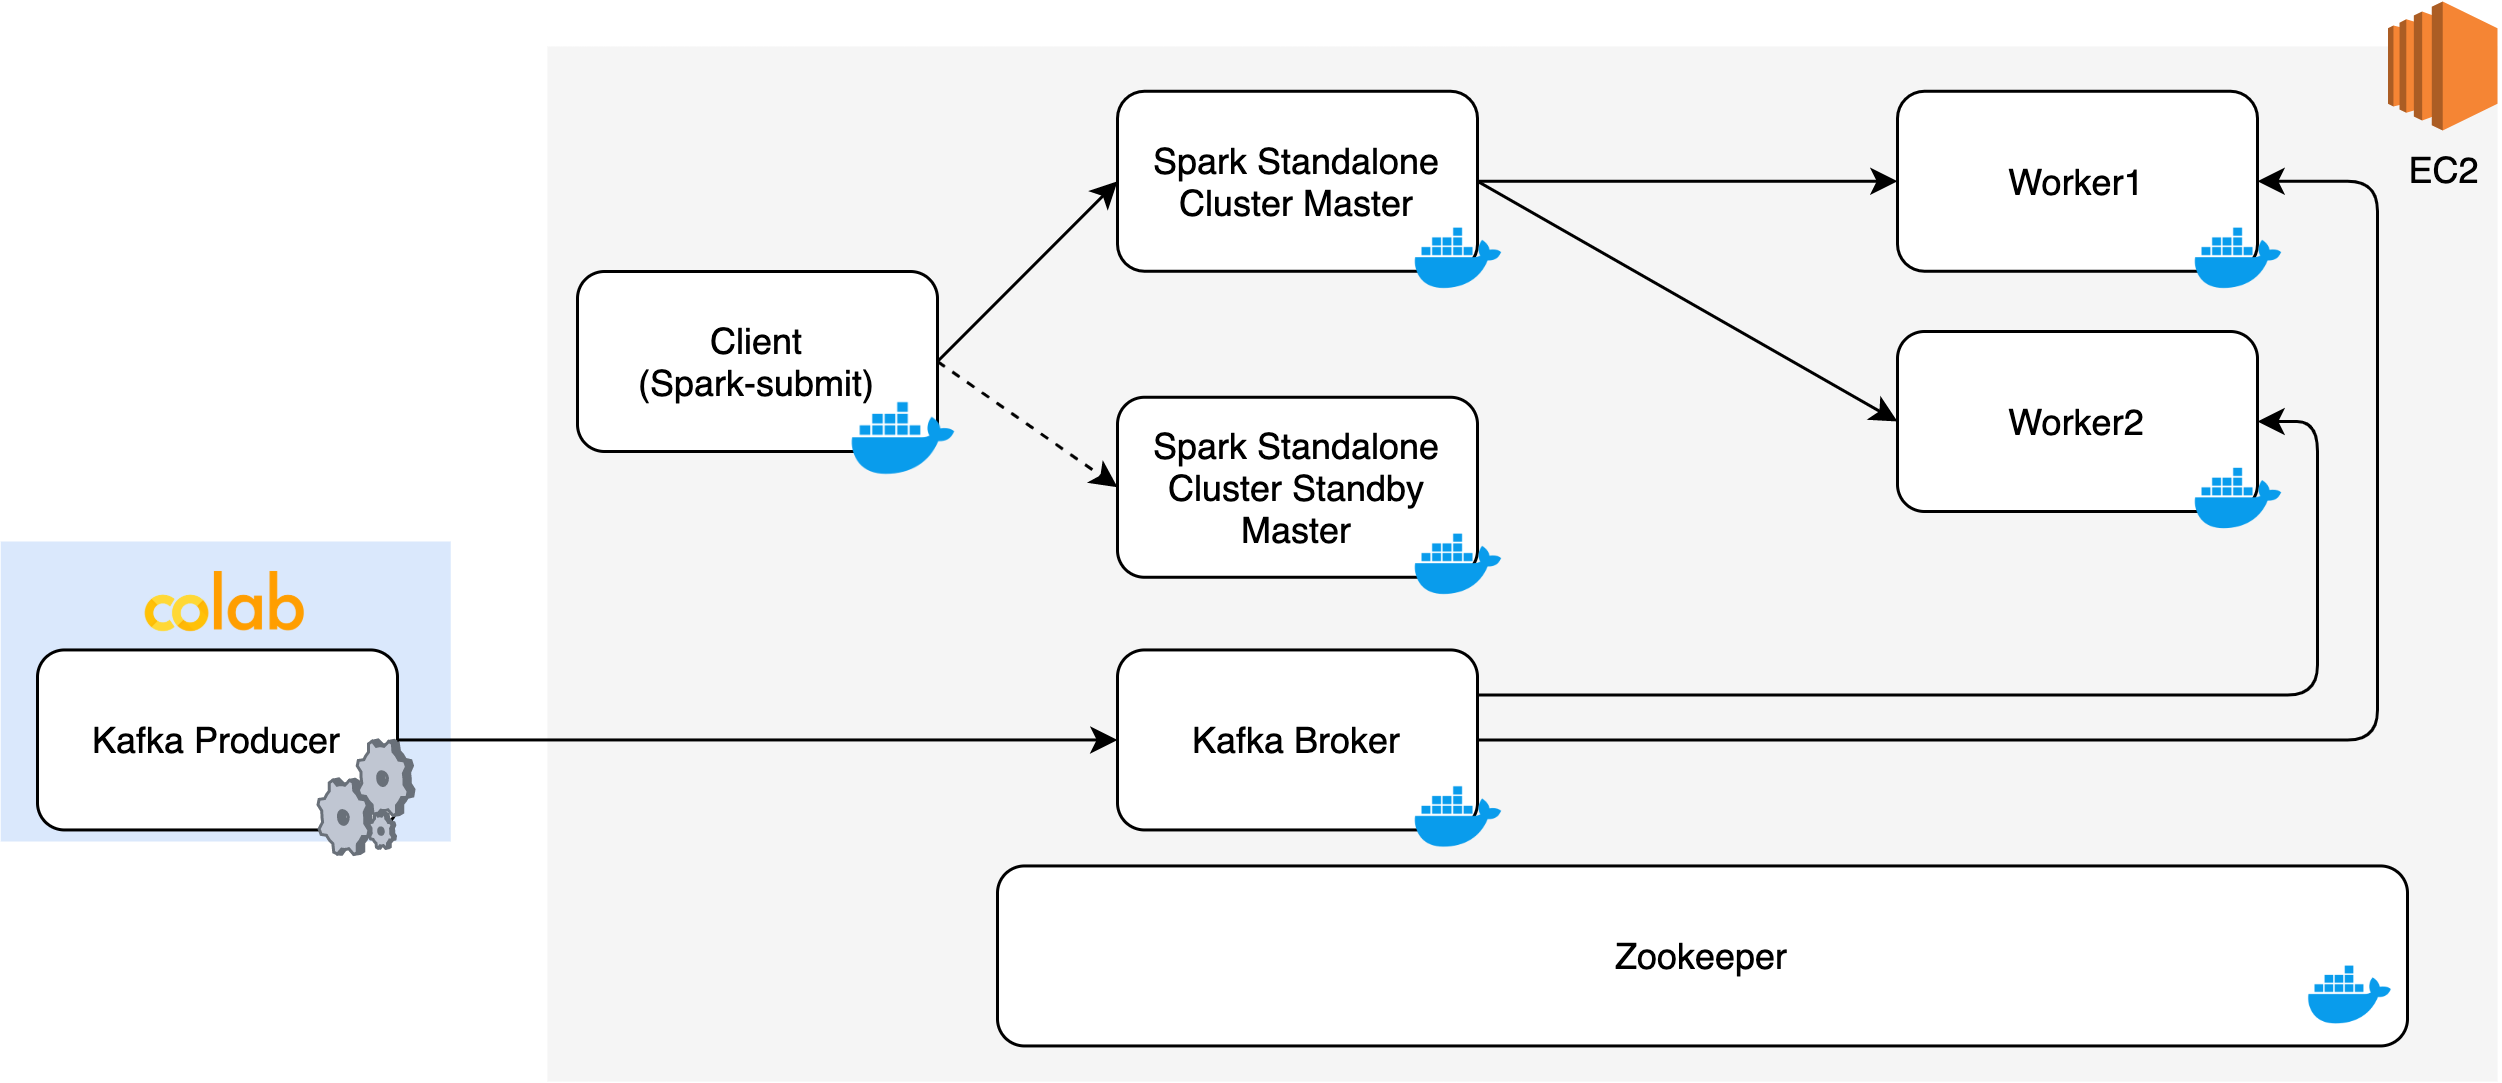 EC2
Spark Standalone
Cluster Master
Worker1
Client
(Spark-submit)
Spark Standalone
Cluster Standby
Master
Worker2
colab
Kafka Producer
Kafka Broker
Zookeeper